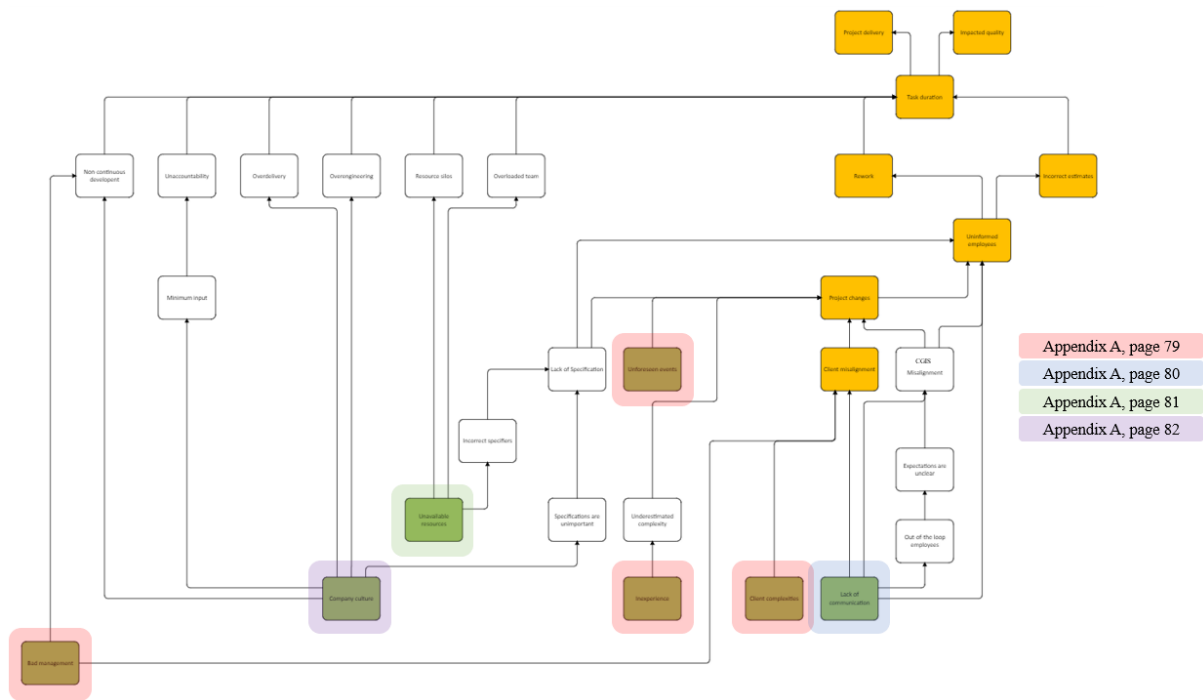 Project delivery
Impacted quality
Task duration
Non continuous
developent
Unaccountability
Overdelivery
Overengineering
Resource silos
Overloaded team
Rework
Incorrect estimates
Uninformed
employees
Minimum input
Project changes
Lack of Specification
Unforeseen events
Client misalignment
CGIS
Misalignment
Appendix A, page 79
Appendix A, page 80
Appendix A, page 81
Appendix A, page 82
Incorrect specifiers
Expectations are
unclear
Unavailable
resources
Specifications are
unimportant
Underestimated
complexity
Out of the loop
employees
Company culture
Inexperience
Client complexities
Lack of
communication
Bad management